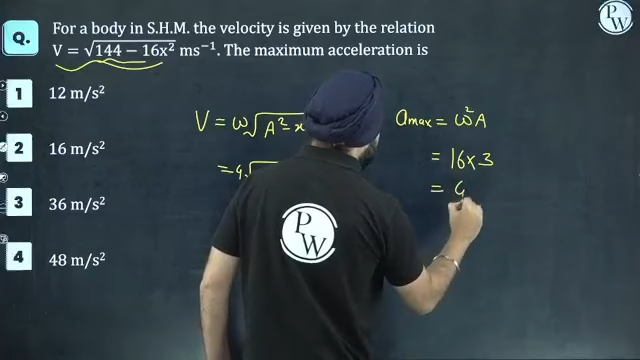 Q.
For a body in S.H.M. the velocity is given by the relation
V = √144 − 16x² ms⁻¹. The maximum acceleration is
1 12 m/s²
2 16 m/s²
3 36 m/s²
4 48 m/s²
V = ω√A²−x
= 4.√
amax = ω²A
= 16×3
=
PW
PW